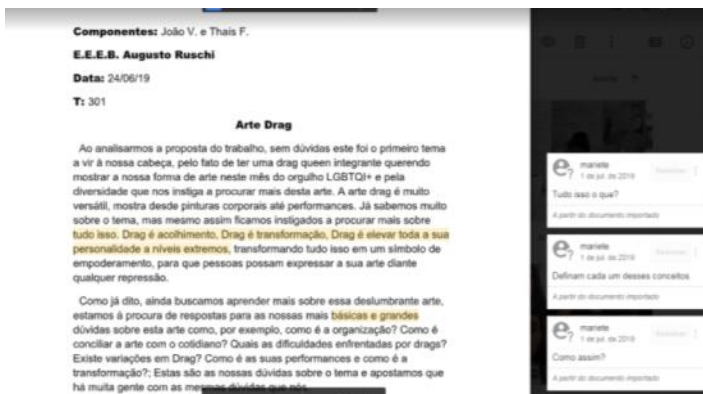 Componentes: João V. e Thais F.
E.E.E.B. Augusto Ruschi
Data: 24/06/19
T: 301
Arte Drag
Ao analisarmos a proposta do trabalho, sem dúvidas este foi o primeiro tema
a vir à nossa cabeça, pelo fato de ter uma drag queen integrante querendo
mostrar a nossa forma de arte neste mês do orgulho LGBTQI+ e pela
diversidade que nos instiga a procurar mais desta arte. A arte drag é muito
versátil, mostra desde pinturas corporais até performances. Já sabemos muito
sobre o tema, mas mesmo assim ficamos instigados a procurar mais sobre
tudo isso. Drag é acolhimento, Drag é transformação, Drag é elevar toda a sua
personalidade a níveis extremos, transformando tudo isso em um símbolo de
empoderamento, para que pessoas possam expressar a sua arte diante
qualquer repressão.
Como já dito, ainda buscamos aprender mais sobre essa deslumbrante arte,
estamos à procura de respostas para as nossas mais básicas e grandes
dúvidas sobre esta arte como, por exemplo, como é a organização? Como é
conciliar a arte com o cotidiano? Quais as dificuldades enfrentadas por drags?
Existe variações em Drag? Como é as suas performances e como é a
transformação?; Estas são as nossas dúvidas sobre o tema e apostamos que
há muita gente com as mesmas dúvidas que nós.
mariele
1 de jul. de 2019
Tudo isso o que?
A partir do documento importado
mariele
1 de jul. de 2019
Definam cada um desses conceitos
A partir do documento importado
mariele
1 de jul. de 2019
Como assim?
A partir do documento importado